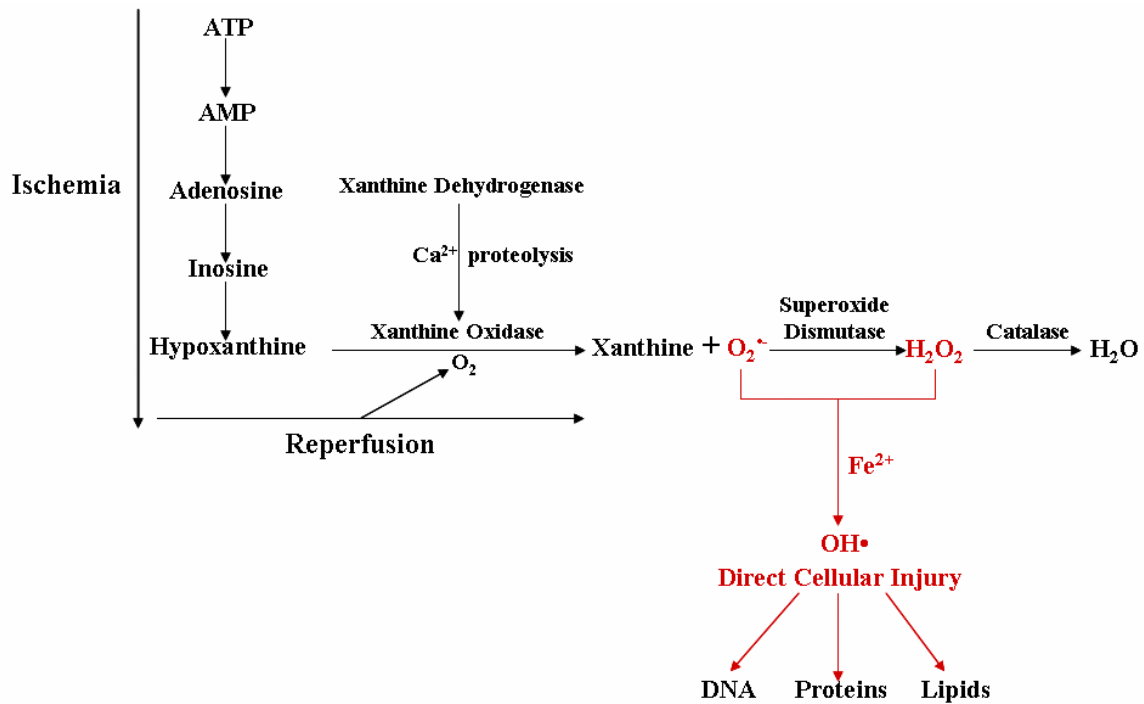 ATP
AMP
Ischemia
Adenosine
Xanthine Dehydrogenase
Ca²⁺ proteolysis
Inosine
Hypoxanthine
Xanthine Oxidase
O₂
Xanthine + O₂•-
Superoxide
Dismutase
H₂O₂
Catalase
H₂O
Reperfusion
Fe²⁺
OH•
Direct Cellular Injury
DNA Proteins Lipids